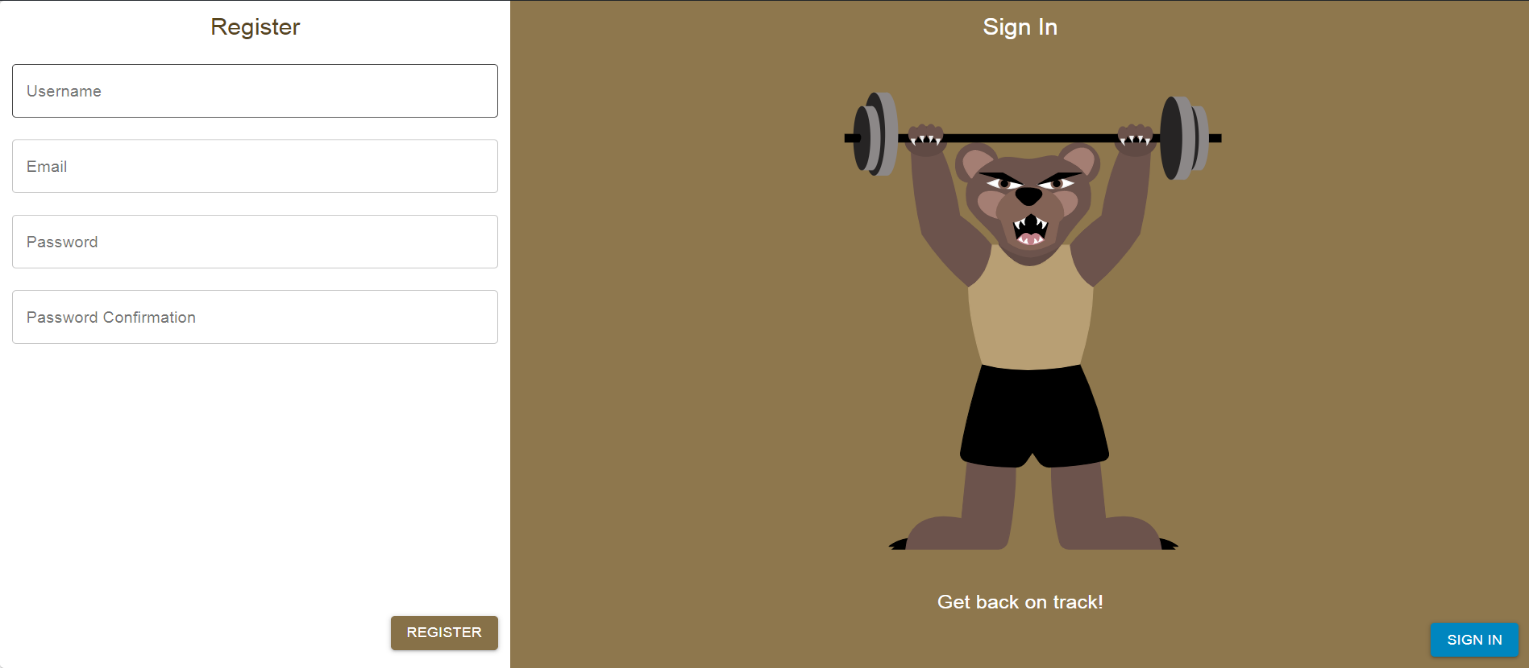 Register
Username
Email
Password
Password Confirmation
REGISTER
Sign In
Get back on track!
SIGN IN